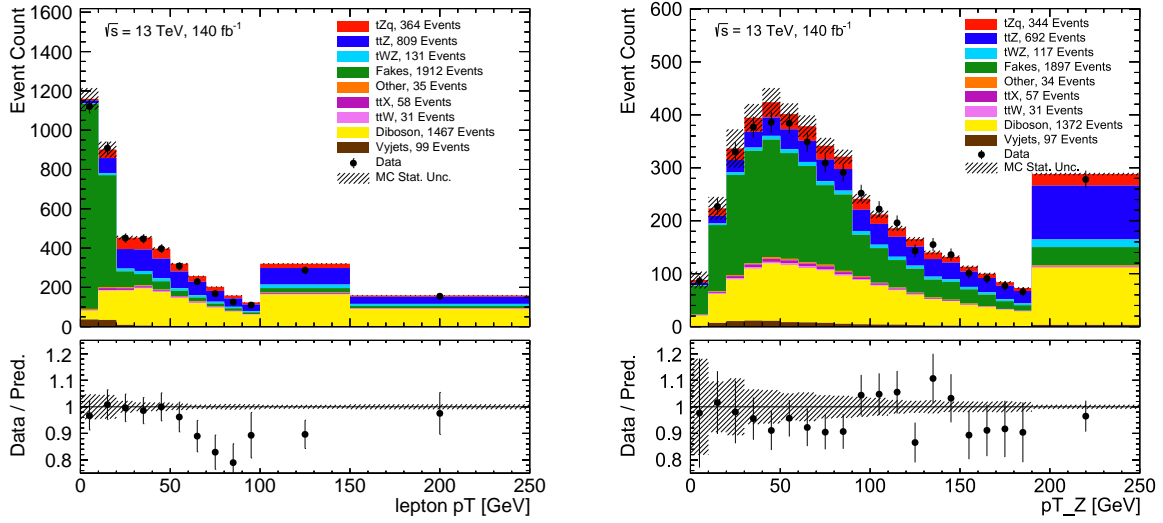 Event Count
1600
1400
1200
1000
800
600
400
200
0
√s = 13 TeV, 140 fb⁻¹
tZq, 364 Events
ttZ, 809 Events
tWZ, 131 Events
Fakes, 1912 Events
Other, 35 Events
ttX, 58 Events
ttW, 31 Events
Diboson, 1467 Events
Vγjets, 99 Events
Data
MC Stat. Unc.
Data / Pred.
1.2
1.1
1
0.9
0.8
0 50 100 150 200 250
lepton pT [GeV]
Event Count
600
500
400
300
200
100
0
√s = 13 TeV, 140 fb⁻¹
tZq, 344 Events
ttZ, 692 Events
tWZ, 117 Events
Fakes, 1897 Events
Other, 34 Events
ttX, 57 Events
ttW, 31 Events
Diboson, 1372 Events
Vγjets, 97 Events
Data
MC Stat. Unc.
Data / Pred.
1.2
1.1
1
0.9
0.8
0 50 100 150 200 250
pT_Z [GeV]